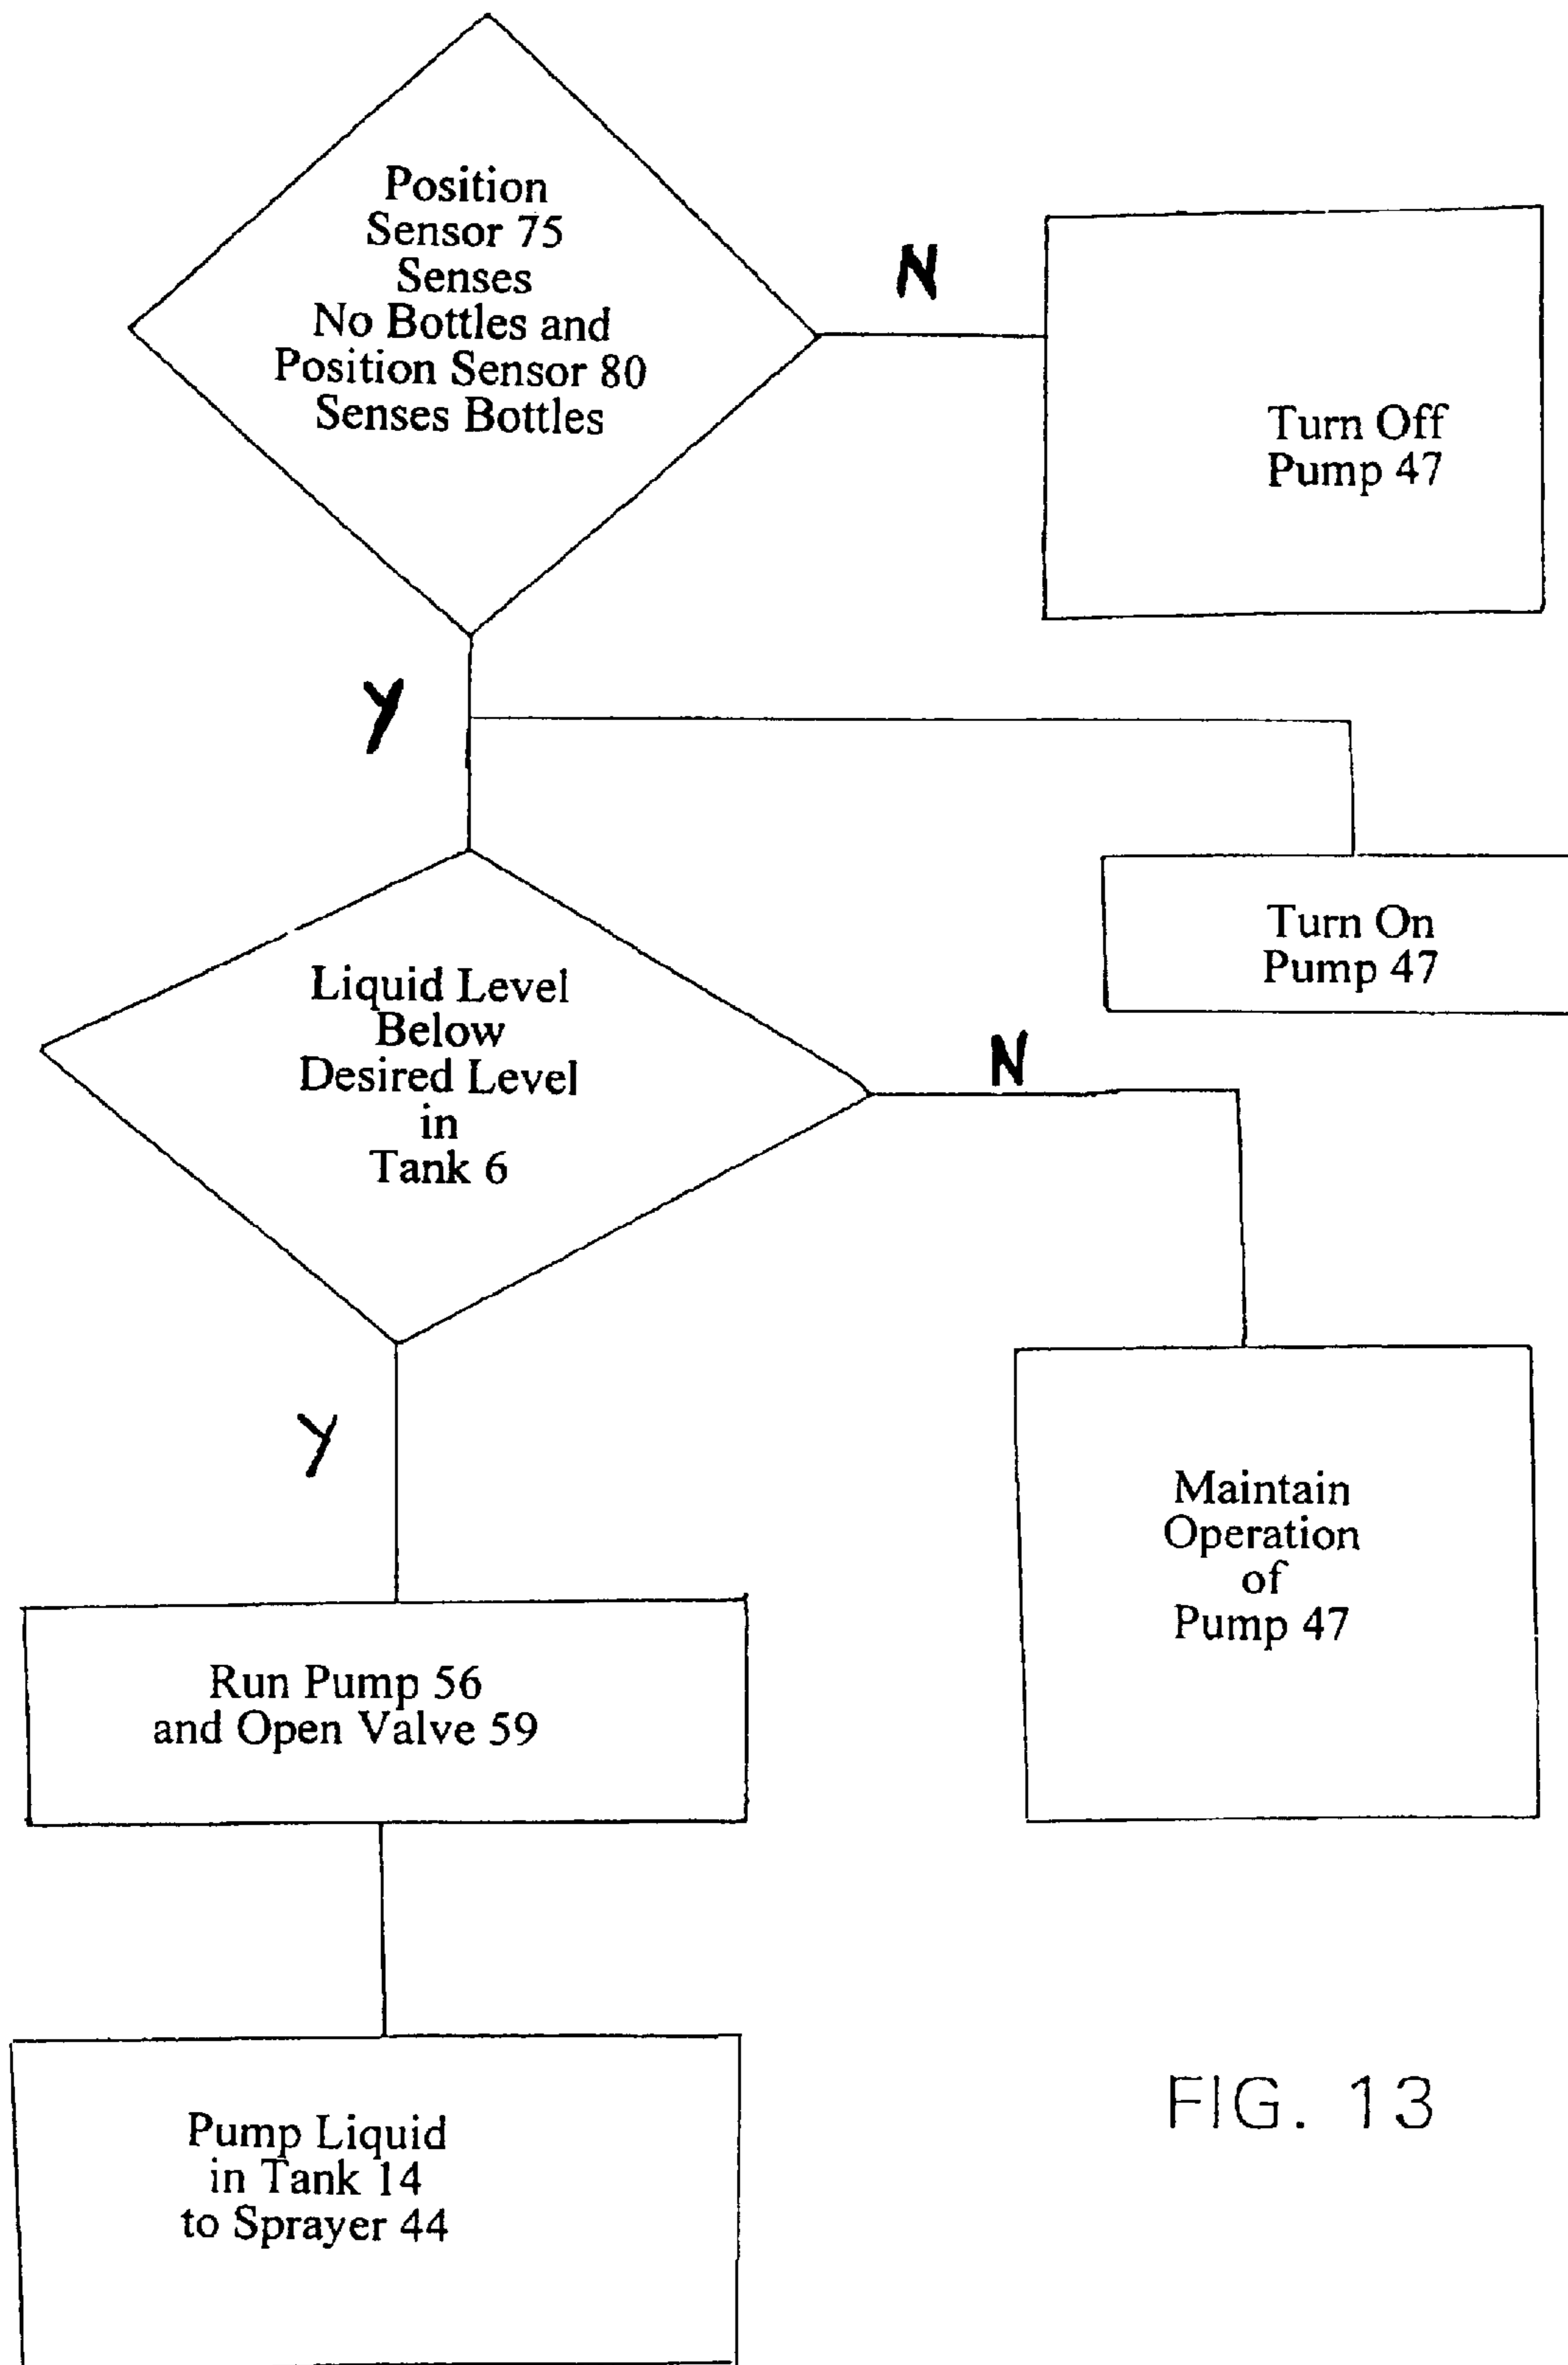 Position
Sensor 75
Senses
No Bottles and
Position Sensor 80
Senses Bottles
N
Turn Off
Pump 47
Y
Turn On
Pump 47
Liquid Level
Below
Desired Level
in
Tank 6
N
Y
Maintain
Operation
of
Pump 47
Run Pump 56
and Open Valve 59
Pump Liquid
in Tank 14
to Sprayer 44
FIG. 13